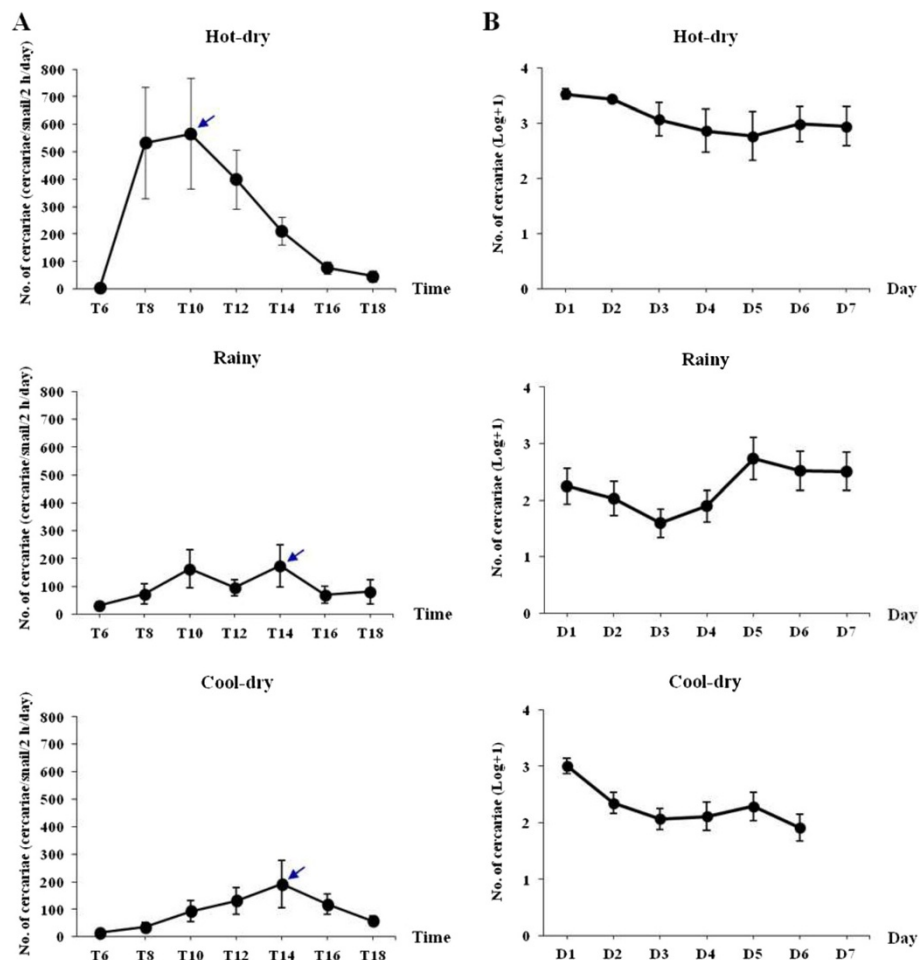 A
Hot-dry
No. of cercariae (cercariae/snail/2 h/day)
800
700
600
500
400
300
200
100
0
T6 T8 T10 T12 T14 T16 T18
Time
B
Hot-dry
No. of cercariae (Log+1)
4
3
2
1
0
D1 D2 D3 D4 D5 D6 D7
Day
Rainy
No. of cercariae (cercariae/snail/2 h/day)
800
700
600
500
400
300
200
100
0
T6 T8 T10 T12 T14 T16 T18
Time
Rainy
No. of cercariae (Log+1)
4
3
2
1
0
D1 D2 D3 D4 D5 D6 D7
Day
Cool-dry
No. of cercariae (cercariae/snail/2 h/day)
800
700
600
500
400
300
200
100
0
T6 T8 T10 T12 T14 T16 T18
Time
Cool-dry
No. of cercariae (Log+1)
4
3
2
1
0
D1 D2 D3 D4 D5 D6 D7
Day